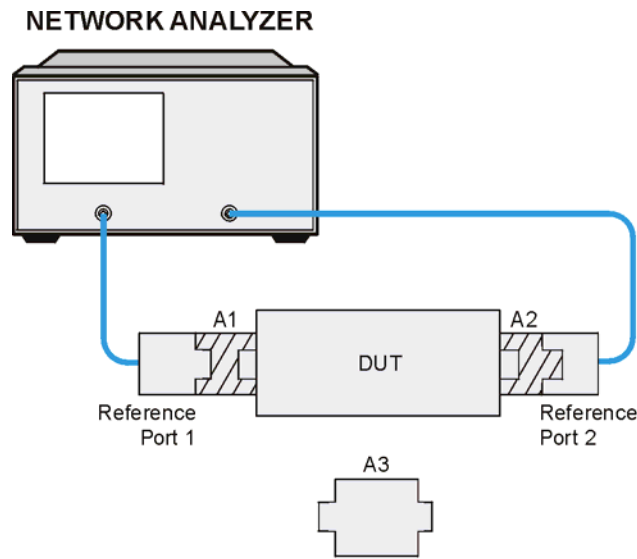 NETWORK ANALYZER
A1
A2
DUT
Reference
Port 1
Reference
Port 2
A3